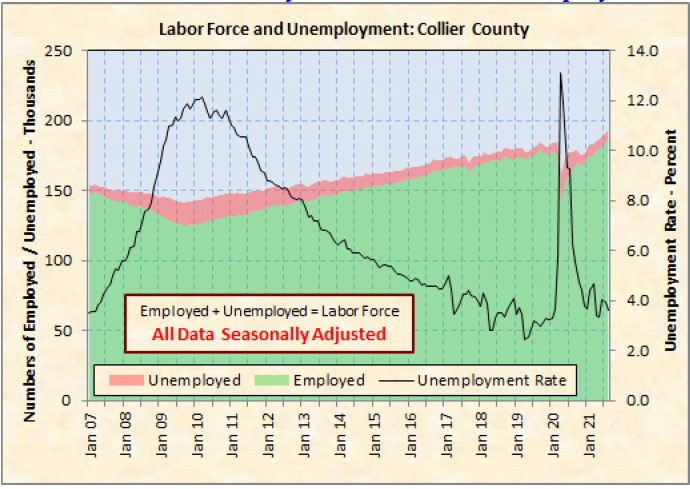 Labor Force and Unemployment: Collier County
Numbers of Employed / Unemployed - Thousands
250
200
150
100
50
0
14.0
12.0
10.0
8.0
6.0
4.0
2.0
0.0
Unemployment Rate - Percent
Employed + Unemployed = Labor Force
All Data Seasonally Adjusted
Unemployed
Employed
Unemployment Rate
Jan 07
Jan 08
Jan 09
Jan 10
Jan 11
Jan 12
Jan 13
Jan 14
Jan 15
Jan 16
Jan 17
Jan 18
Jan 19
Jan 20
Jan 21